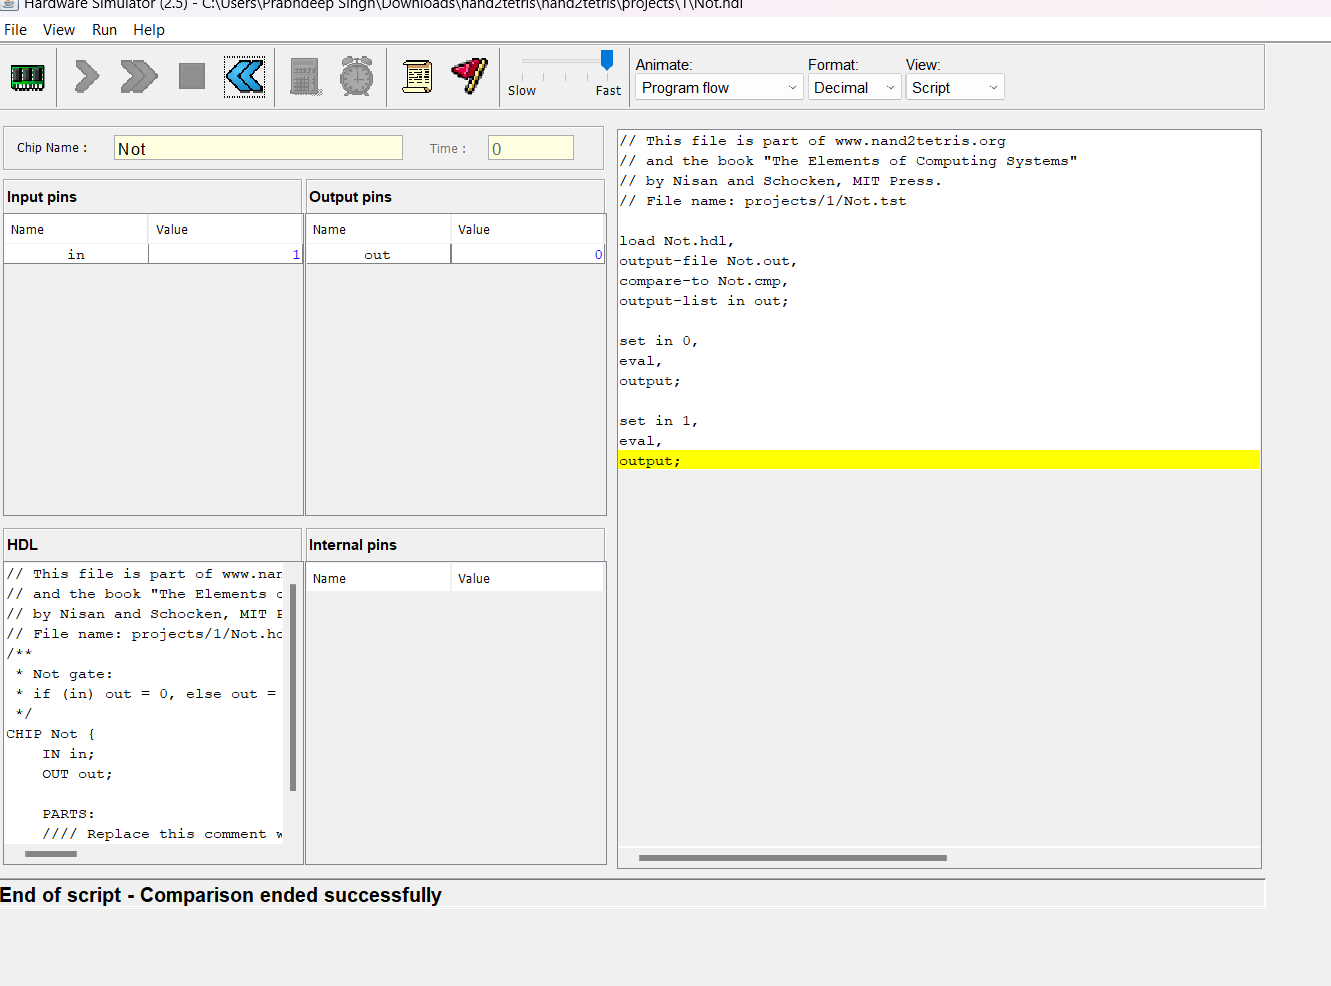 Hardware Simulator (2.5) - C:\Users\Prabhdeep Singh\Downloads\nand2tetris\nand2tetris\projects\1\Not.hdl
File View Run Help
Slow Fast
Animate: Format: View:
Program flow Decimal Script
Chip Name : Not Time : 0
Input pins
Name Value
in 1
Output pins
Name Value
out 0
HDL
// This file is part of www.nan
// and the book "The Elements c
// by Nisan and Schocken, MIT P
// File name: projects/1/Not.hd
/**
* Not gate:
* if (in) out = 0, else out =
*/
CHIP Not {
IN in;
OUT out;
PARTS:
//// Replace this comment w
Internal pins
Name Value
// This file is part of www.nand2tetris.org
// and the book "The Elements of Computing Systems"
// by Nisan and Schocken, MIT Press.
// File name: projects/1/Not.tst
load Not.hdl,
output-file Not.out,
compare-to Not.cmp,
output-list in out;
set in 0,
eval,
output;
set in 1,
eval,
output;
End of script - Comparison ended successfully